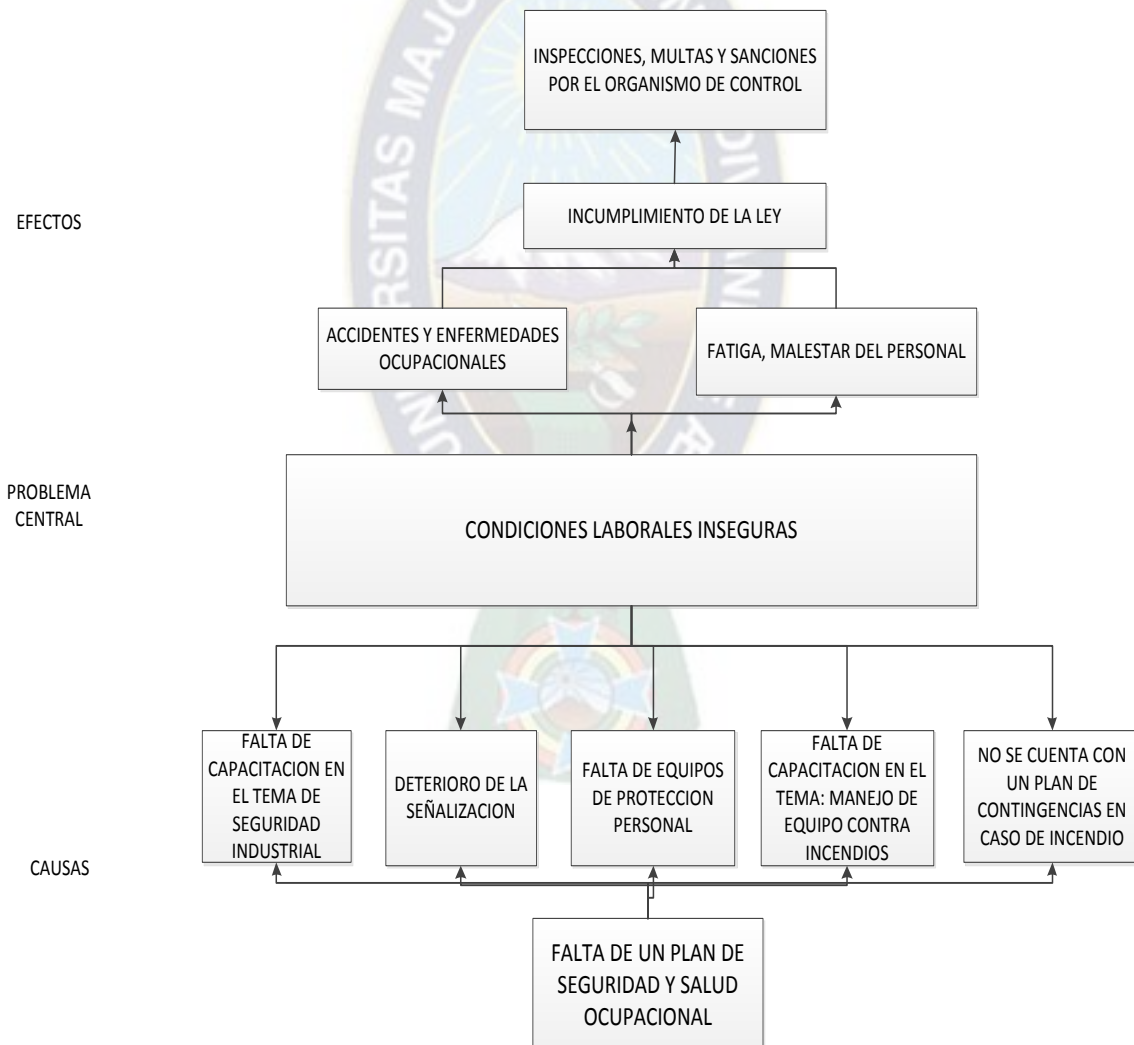 INSPECCIONES, MULTAS Y SANCIONES
POR EL ORGANISMO DE CONTROL
EFECTOS
INCUMPLIMIENTO DE LA LEY
ACCIDENTES Y ENFERMEDADES
OCUPACIONALES
FATIGA, MALESTAR DEL PERSONAL
PROBLEMA
CENTRAL
CONDICIONES LABORALES INSEGURAS
CAUSAS
FALTA DE
CAPACITACION EN
EL TEMA DE
SEGURIDAD
INDUSTRIAL
DETERIORO DE LA
SEÑALIZACION
FALTA DE EQUIPOS
DE PROTECCION
PERSONAL
FALTA DE
CAPACITACION EN EL
TEMA: MANEJO DE
EQUIPO CONTRA
INCENDIOS
NO SE CUENTA CON
UN PLAN DE
CONTINGENCIAS EN
CASO DE INCENDIO
FALTA DE UN PLAN DE
SEGURIDAD Y SALUD
OCUPACIONAL